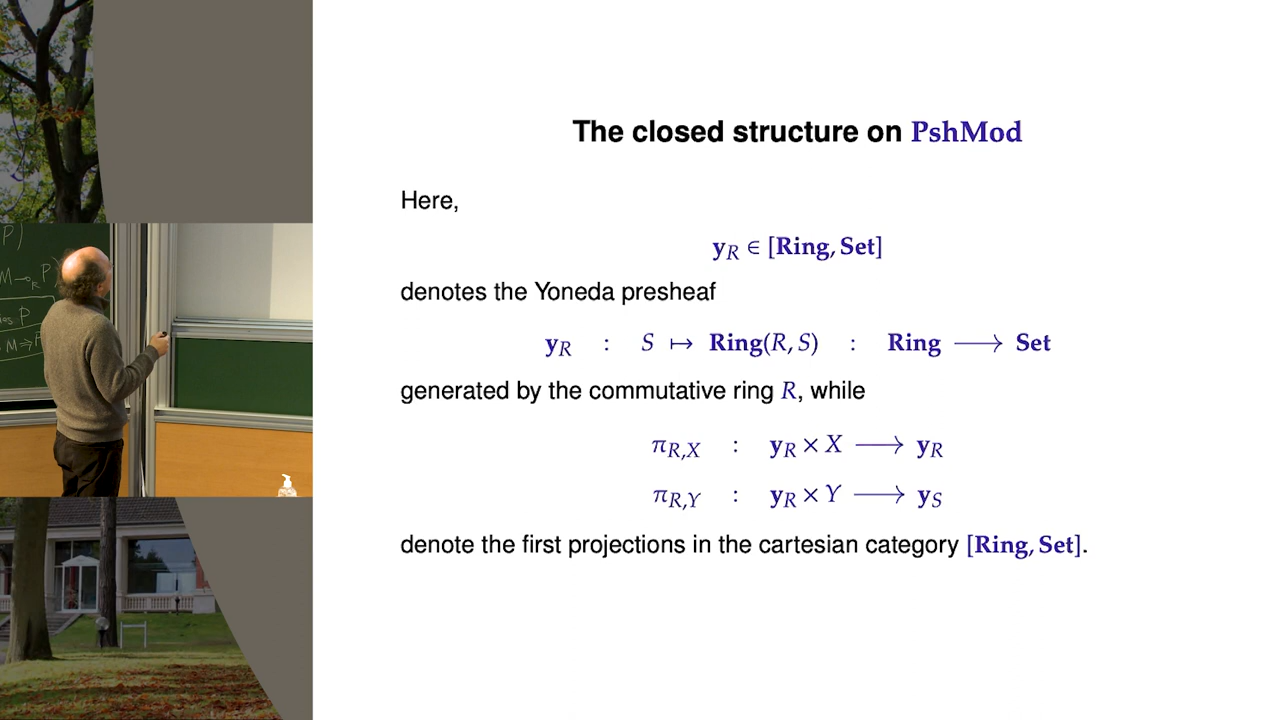 P)
M ⊸_R P)
P
M ⇒ P
The closed structure on PshMod
Here,
y_R ∈ [Ring, Set]
denotes the Yoneda presheaf
y_R : S ↦ Ring(R, S) : Ring ⟶ Set
generated by the commutative ring R, while
π_{R,X} : y_R × X ⟶ y_R
π_{R,Y} : y_R × Y ⟶ y_S
denote the first projections in the cartesian category [Ring, Set].